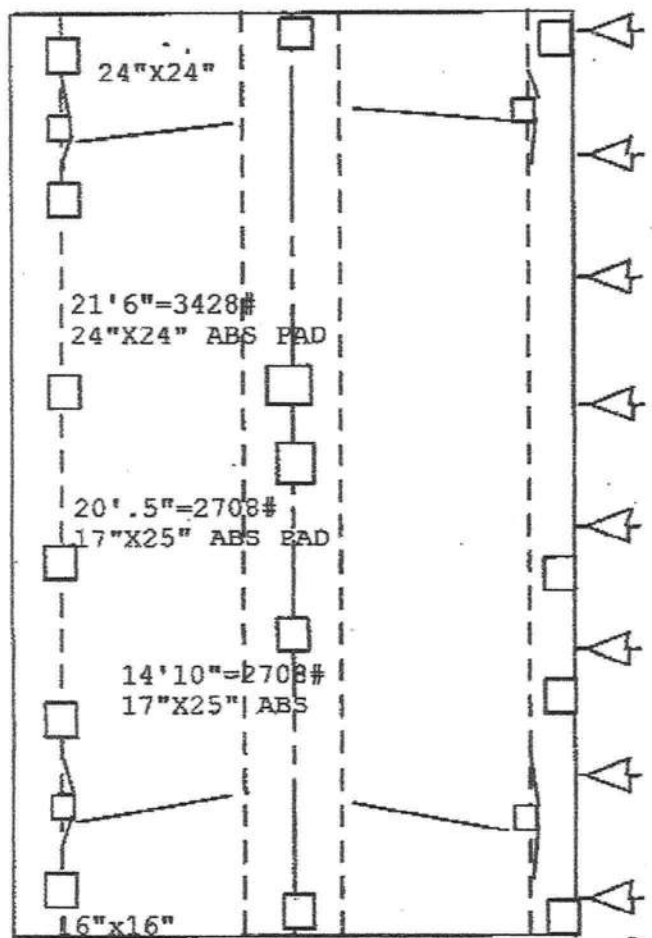 24"x24"
21'6"=3428#
24"X24" ABS PAD
20'.5"=2708#
17"X25" ABS PAD
14'10"=2708#
17"X25" ABS
16"x16"